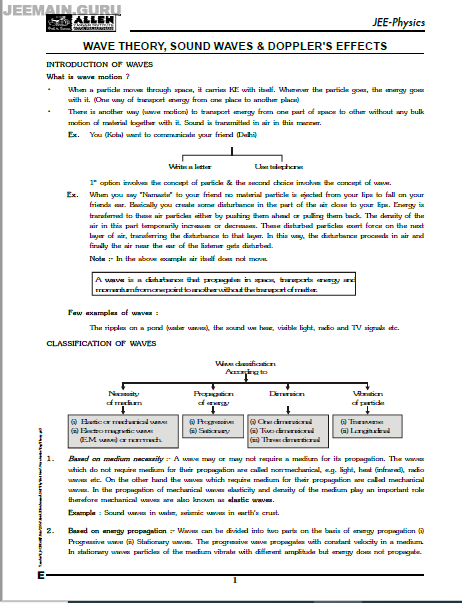 JEEMAIN.GURU
ALLEN
JEE-Physics
WAVE THEORY, SOUND WAVES & DOPPLER'S EFFECTS
INTRODUCTION OF WAVES
What is wave motion ?
• When a particle moves through space, it carries KE with itself. Wherever the particle goes, the energy goes
with it. (One way of transport energy from one place to another place)
• There is another way (wave motion) to transport energy from one part of space to other without any bulk
motion of material together with it. Sound is transmitted in air in this manner.
Ex. You (Kota) want to communicate your friend (Delhi)
Write a letter Use telephone
1st option involves the concept of particle & the second choice involves the concept of wave.
Ex. When you say "Namaste" to your friend no material particle is ejected from your lips to fall on your
friends ear. Basically you create some disturbance in the part of the air close to your lips. Energy is
transferred to these air particles either by pushing them ahead or pulling them back. The density of the
air in this part temporarily increases or decreases. These disturbed particles exert force on the next
layer of air, transferring the disturbance to that layer. In this way, the disturbance proceeds in air and
finally the air near the ear of the listener gets disturbed.
Note :- In the above example air itself does not move.
A wave is a disturbance that propagates in space, transports energy and
momentum from one point to another without the transport of matter.
Few examples of waves :
The ripples on a pond (water waves), the sound we hear, visible light, radio and TV signals etc.
CLASSIFICATION OF WAVES
Wave classification
According to
Necessity Propagation Dimension Vibration
of medium of energy of particle
(i) Elastic or mechanical wave (i) Progressive (i) One dimensional (i) Transverse
(ii) Electro magnetic wave (ii) Stationary (ii) Two dimensional (ii) Longitudinal
(E.M. wave) or non-mech. (iii) Three dimentional
1. Based on medium necessity :- A wave may or may not require a medium for its propagation. The waves
which do not require medium for their propagation are called non-mechanical, e.g. light, heat (infrared), radio
waves etc. On the other hand the waves which require medium for their propagation are called mechanical
waves. In the propagation of mechanical waves elasticity and density of the medium play an important role
therefore mechanical waves are also known as elastic waves.
Example : Sound waves in water, seismic waves in earth's crust.
2. Based on energy propagation :- Waves can be divided into two parts on the basis of energy propagation (i)
Progressive wave (ii) Stationary waves. The progressive wave propagates with constant velocity in a medium.
In stationary waves particles of the medium vibrate with different amplitude but energy does not propagate.
E
1